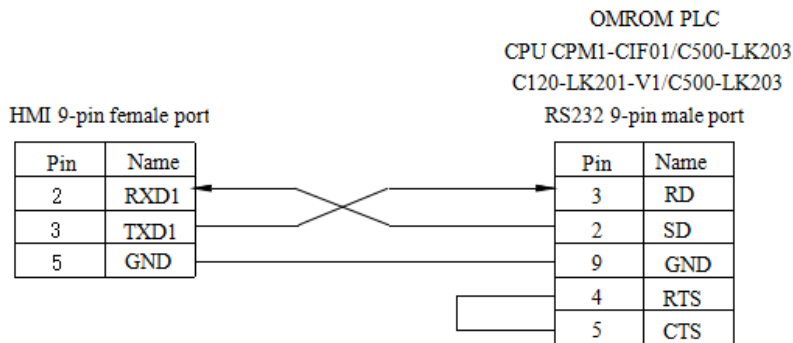 OMROM PLC
CPU CPM1-CIF01/C500-LK203
C120-LK201-V1/C500-LK203
HMI 9-pin female port
RS232 9-pin male port
Pin Name
2 RXD1
3 TXD1
5 GND
Pin Name
3 RD
2 SD
9 GND
4 RTS
5 CTS